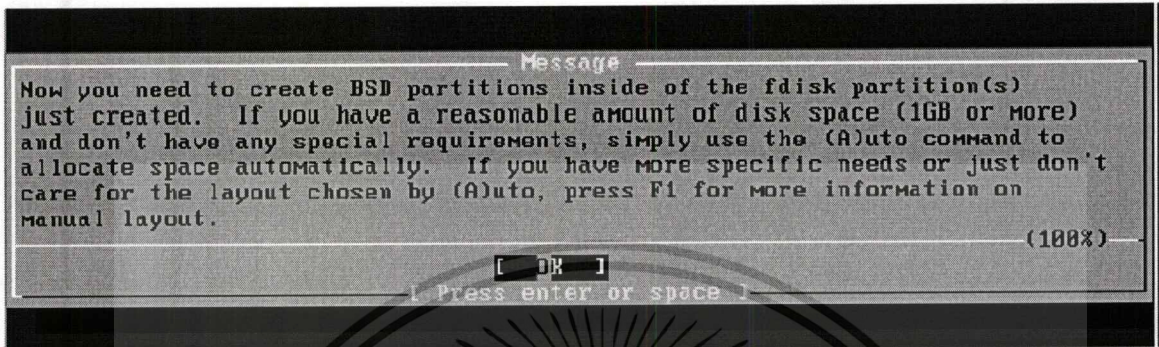 Message
Now you need to create BSD partitions inside of the fdisk partition(s)
just created.  If you have a reasonable amount of disk space (1GB or more)
and don't have any special requirements, simply use the (A)uto command to
allocate space automatically.  If you have more specific needs or just don't
care for the layout chosen by (A)uto, press F1 for more information on
manual layout.
(100%)
[ OK ]
[ Press enter or space ]